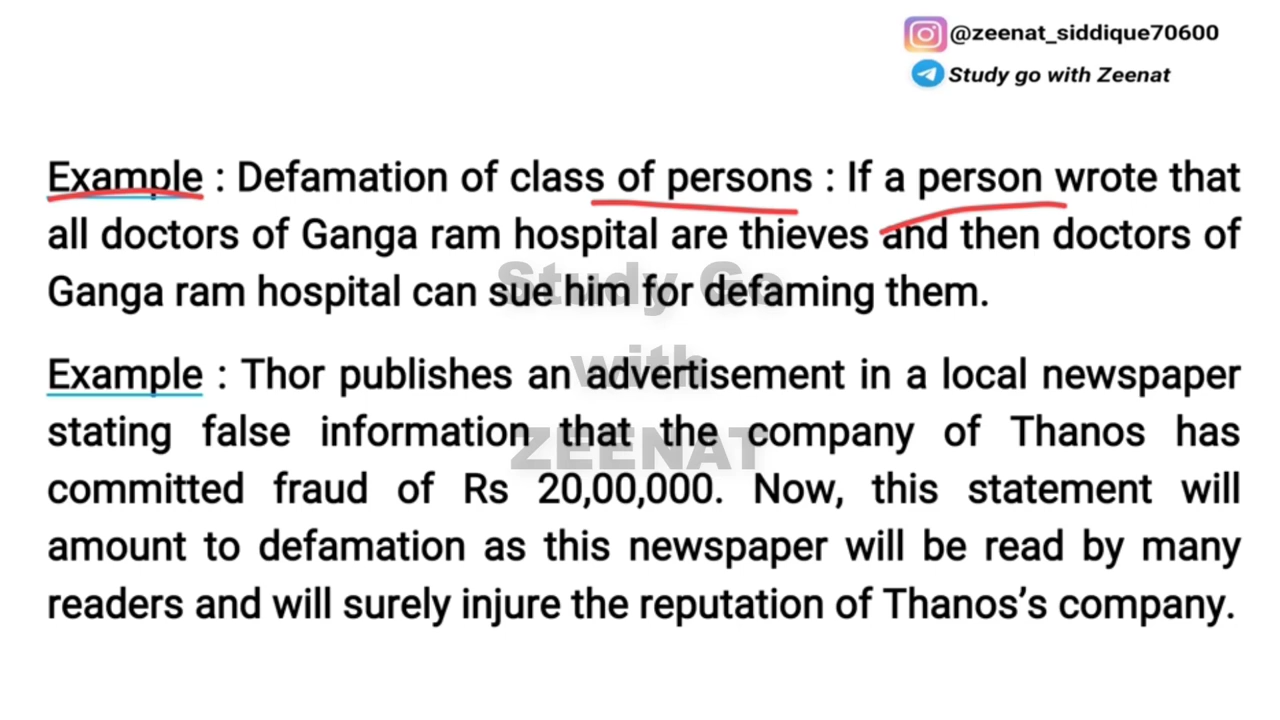 @zeenat_siddique70600
Study go with Zeenat
Example : Defamation of class of persons : If a person wrote that
all doctors of Ganga ram hospital are thieves and then doctors of
Ganga ram hospital can sue him for defaming them.
Example : Thor publishes an advertisement in a local newspaper
stating false information that the company of Thanos has
committed fraud of Rs 20,00,000. Now, this statement will
amount to defamation as this newspaper will be read by many
readers and will surely injure the reputation of Thanos’s company.
Study Go
with
ZEENAT